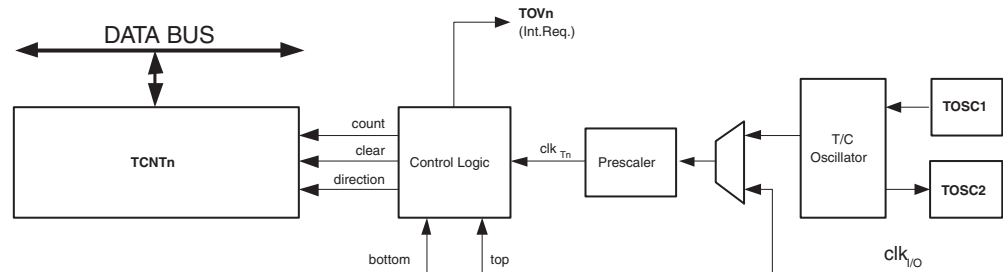 DATA BUS
TOVn
(Int.Req.)
TCNTn
count
clear
direction
Control Logic
clk Tn
Prescaler
T/C
Oscillator
TOSC1
TOSC2
bottom
top
clk I/O